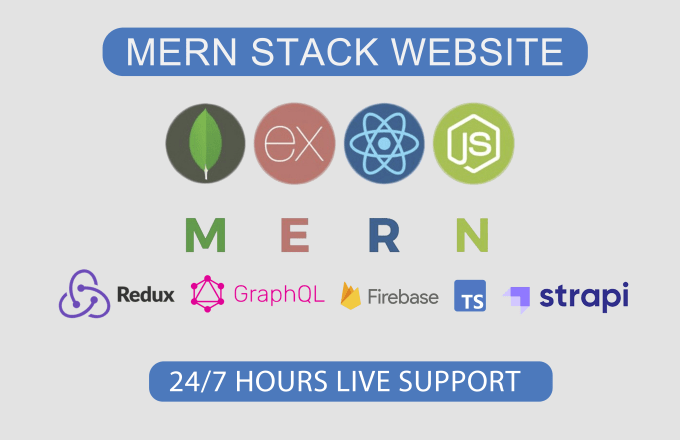 MERN STACK WEBSITE
ex JS
M E R N
Redux GraphQL Firebase TS strapi
24/7 HOURS LIVE SUPPORT